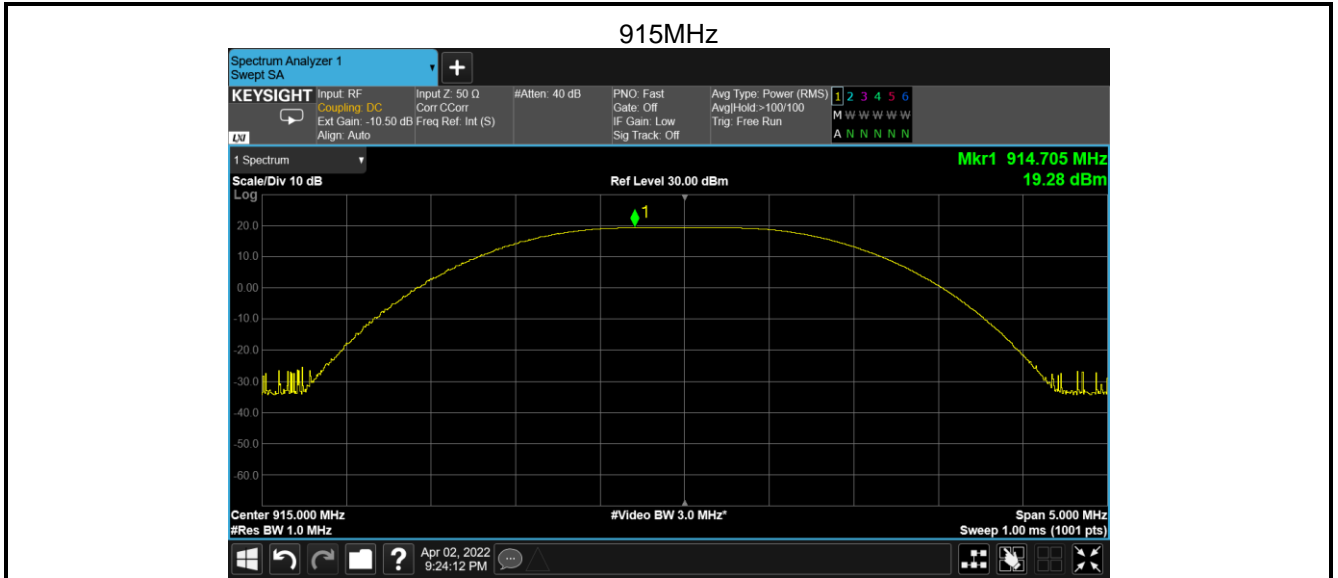 915MHz
Spectrum Analyzer 1
Swept SA
+
KEYSIGHT
Input: RF
Coupling: DC
Ext Gain: -10.50 dB
Align: Auto
Input Z: 50 Ω
Corr CCorr
Freq Ref: Int (S)
#Atten: 40 dB
PNO: Fast
Gate: Off
IF Gain: Low
Sig Track: Off
Avg Type: Power (RMS)
Avg|Hold:>100/100
Trig: Free Run
1 2 3 4 5 6
M W W W W W
A N N N N N
LXI
1 Spectrum
Mkr1 914.705 MHz
Scale/Div 10 dB
Ref Level 30.00 dBm
19.28 dBm
Log
1
20.0
10.0
0.00
-10.0
-20.0
-30.0
-40.0
-50.0
-60.0
Center 915.000 MHz
#Video BW 3.0 MHz*
Span 5.000 MHz
#Res BW 1.0 MHz
Sweep 1.00 ms (1001 pts)
?
Apr 02, 2022
9:24:12 PM